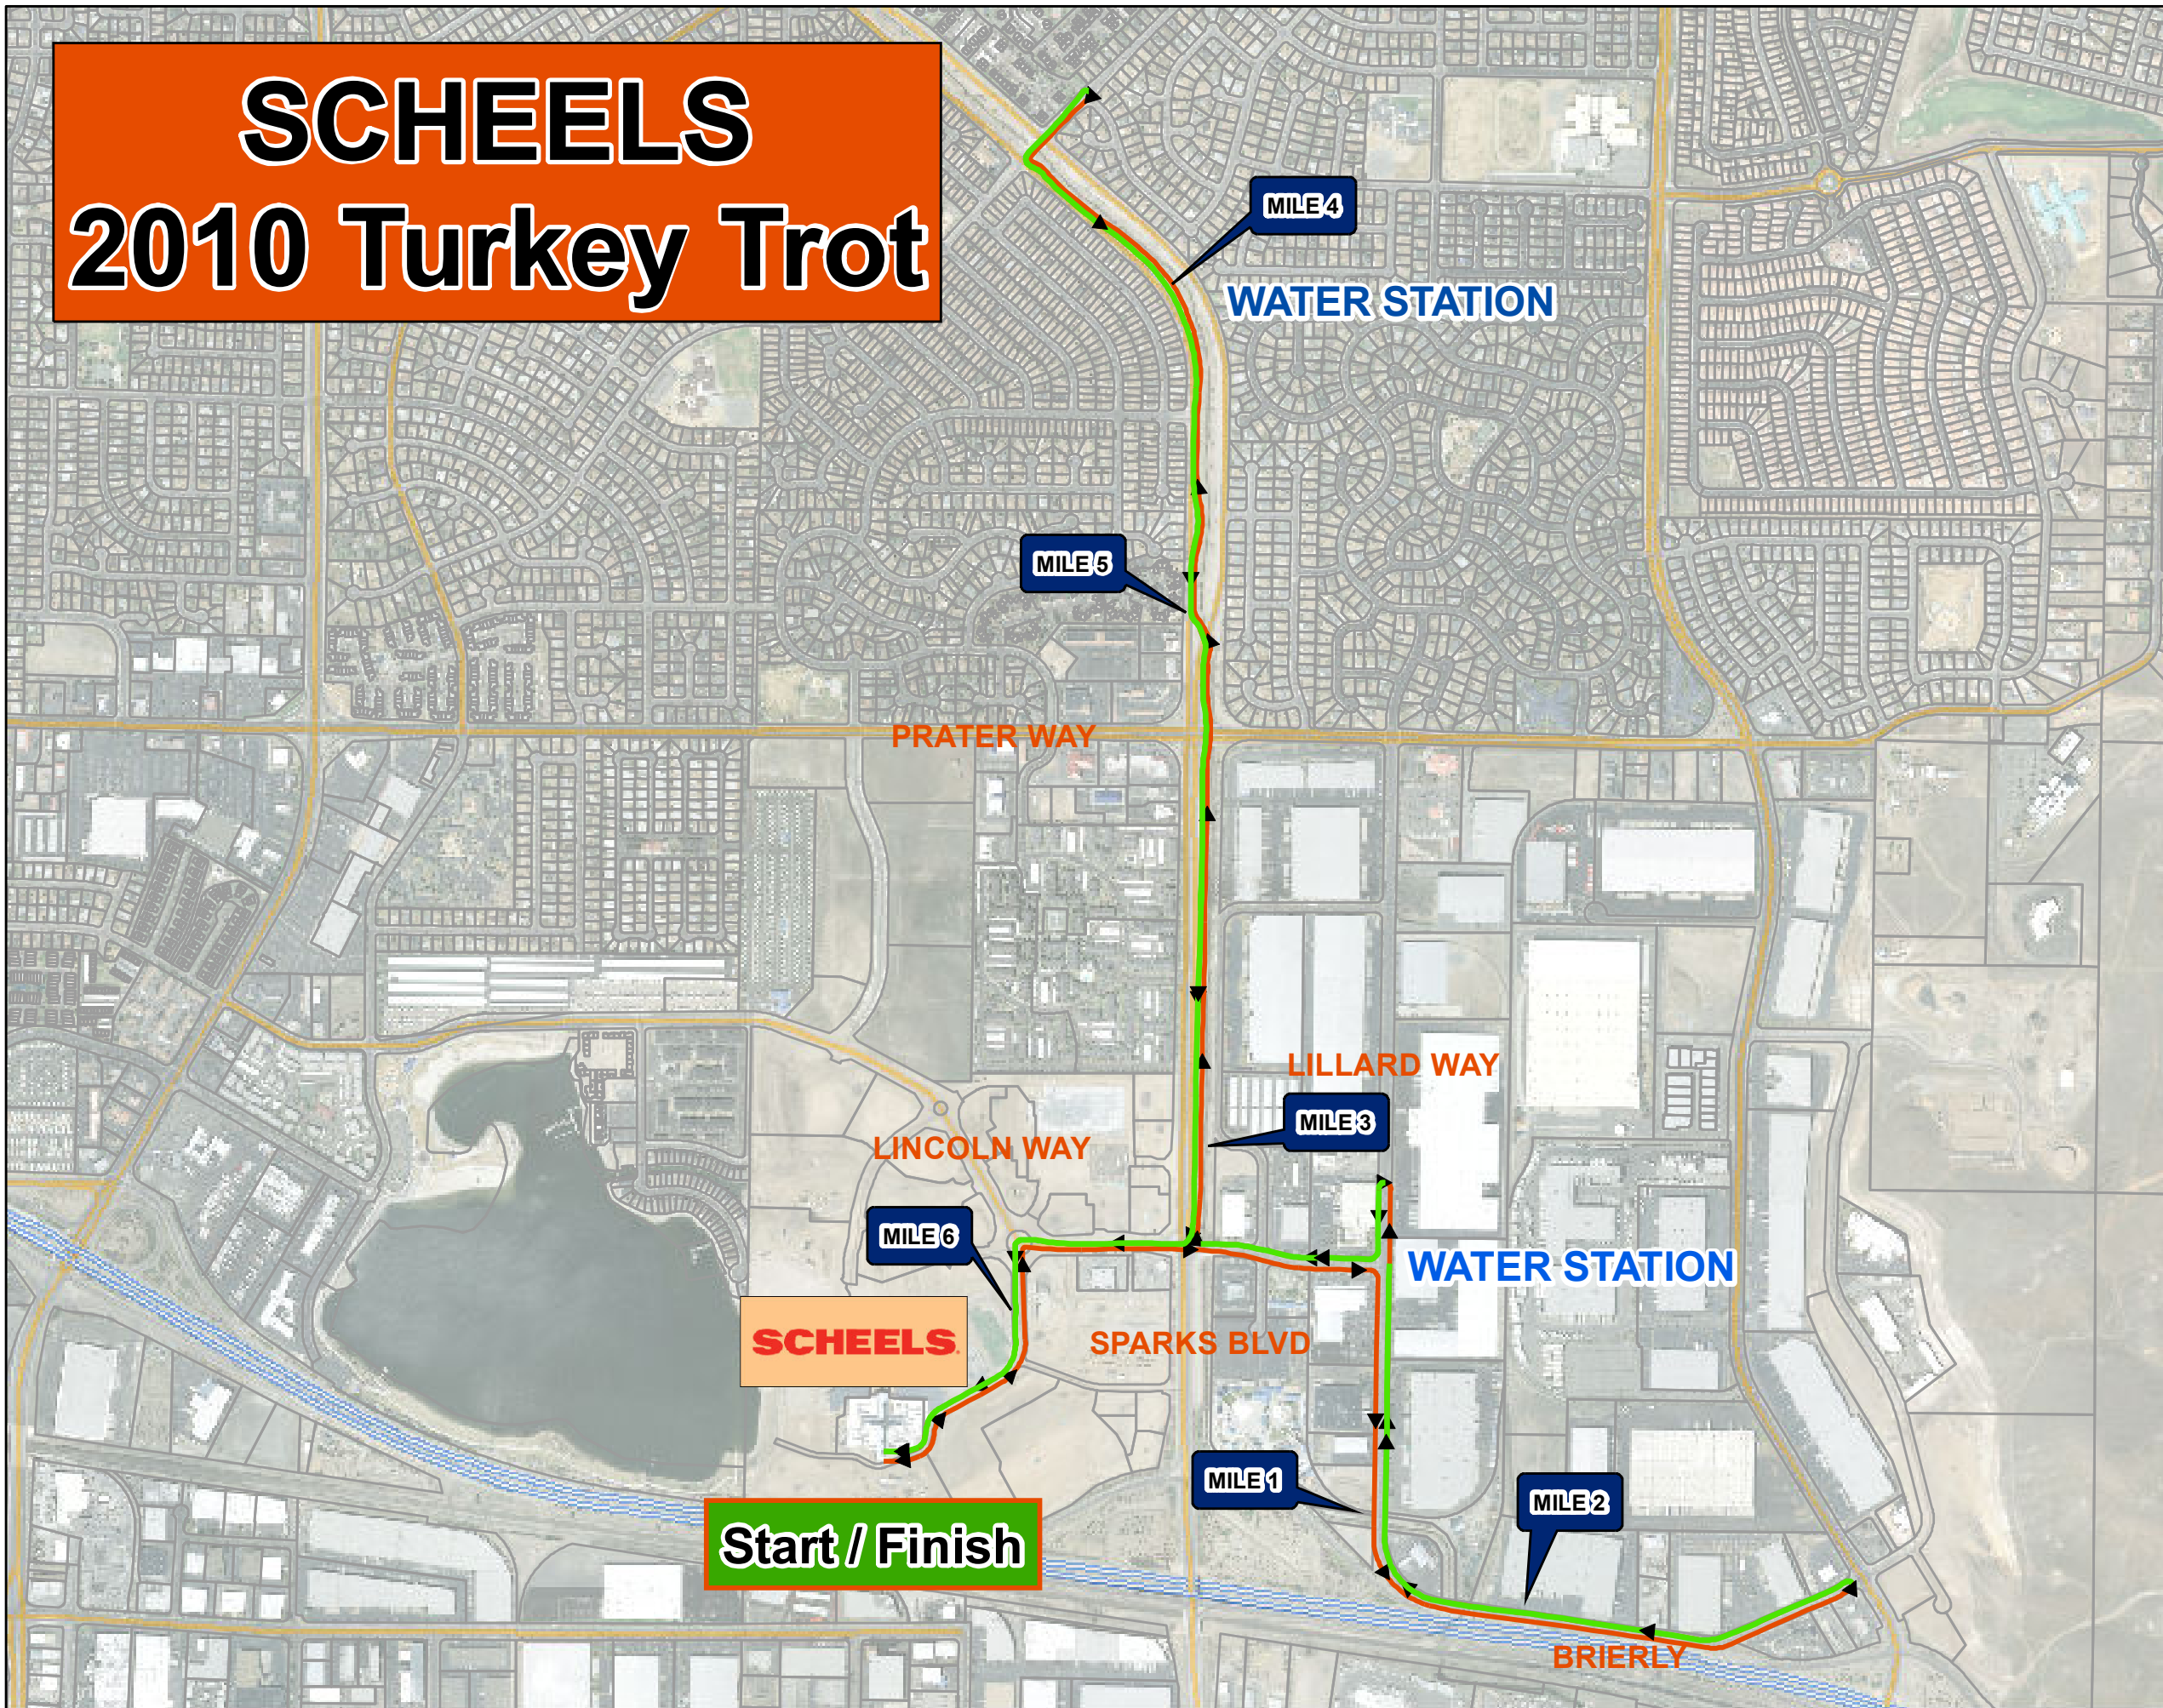 SCHEELS
2010 Turkey Trot
MILE 4
WATER STATION
MILE 5
PRATER WAY
LILLARD WAY
MILE 3
LINCOLN WAY
MILE 6
WATER STATION
SCHEELS
SPARKS BLVD
MILE 1
MILE 2
Start / Finish
BRIERLY